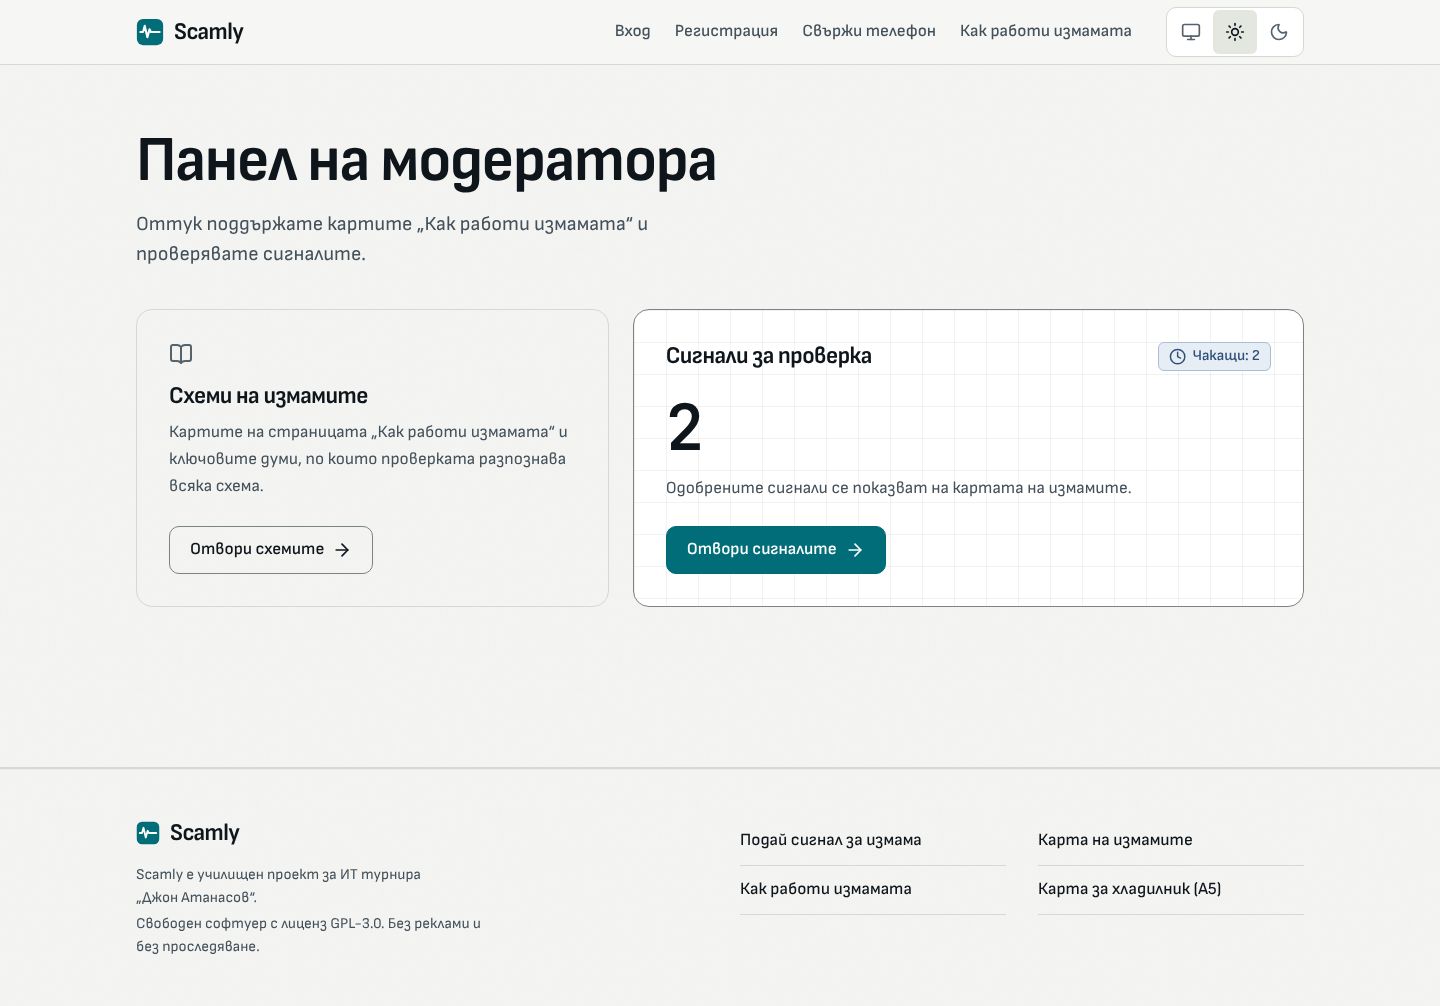 Scamly
Вход
Регистрация
Свържи телефон
Как работи измамата
Панел на модератора
Оттук поддържате картите „Как работи измамата“ и
проверявате сигналите.
Схеми на измамите
Картите на страницата „Как работи измамата“ и
ключовите думи, по които проверката разпознава
всяка схема.
Отвори схемите
Сигнали за проверка
Чакащи: 2
2
Одобрените сигнали се показват на картата на измамите.
Отвори сигналите
Scamly
Scamly е училищен проект за ИТ турнира
„Джон Атанасов“.
Свободен софтуер с лиценз GPL-3.0. Без реклами и
без проследяване.
Подай сигнал за измама
Карта на измамите
Как работи измамата
Карта за хладилник (A5)